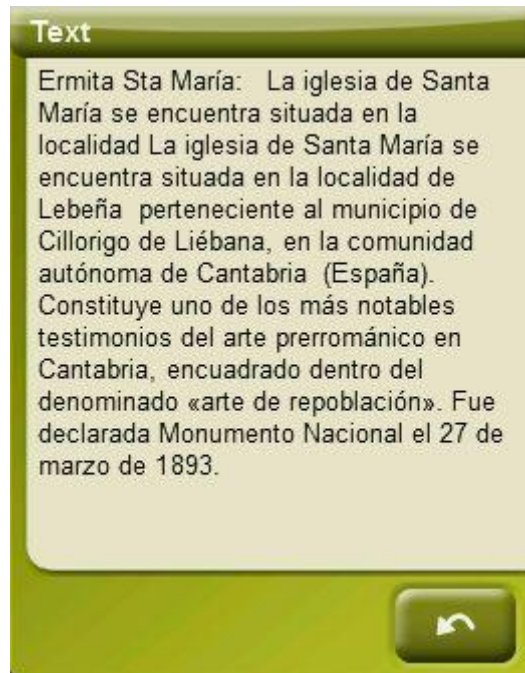 Text
Ermita Sta María:   La iglesia de Santa
María se encuentra situada en la
localidad La iglesia de Santa María se
encuentra situada en la localidad de
Lebeña  perteneciente al municipio de
Cillorigo de Liébana, en la comunidad
autónoma de Cantabria  (España).
Constituye uno de los más notables
testimonios del arte prerrománico en
Cantabria, encuadrado dentro del
denominado «arte de repoblación». Fue
declarada Monumento Nacional el 27 de
marzo de 1893.